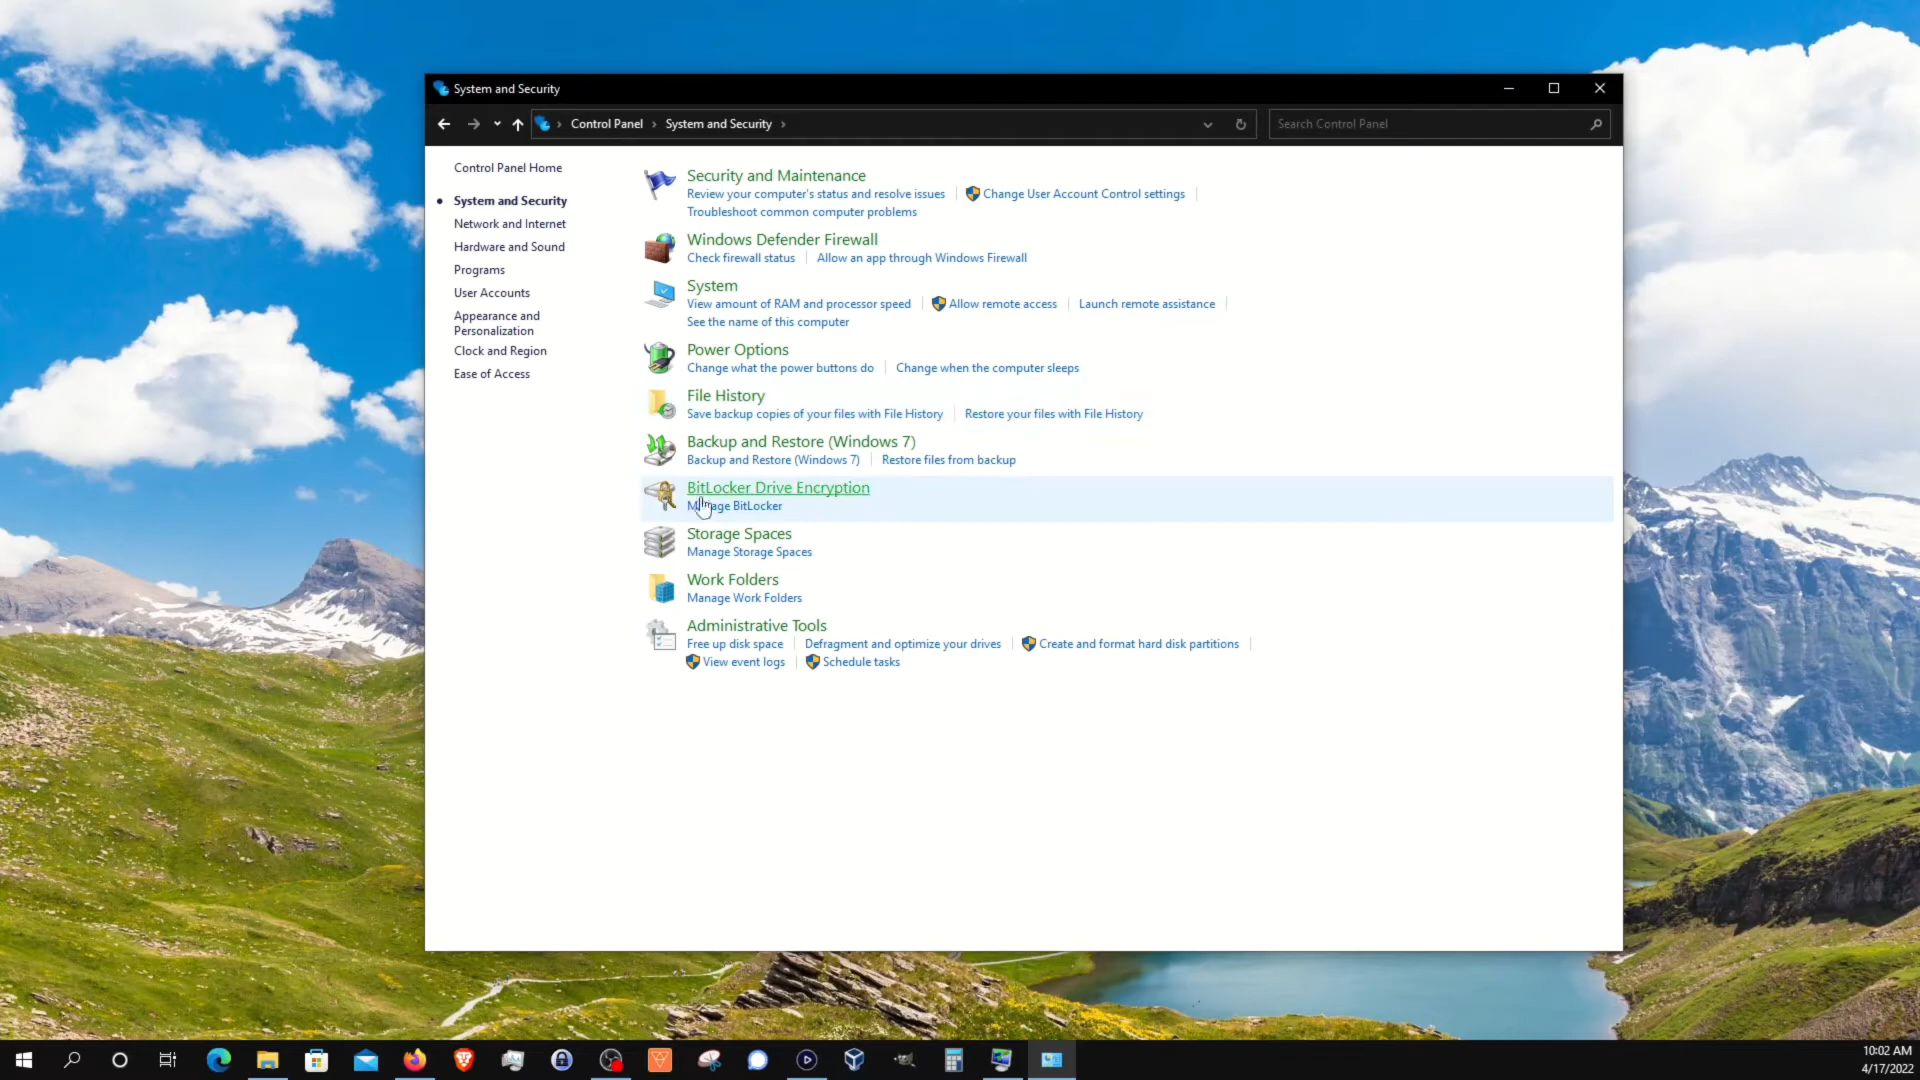 System and Security
Control Panel › System and Security ›
Search Control Panel
Control Panel Home
System and Security
Network and Internet
Hardware and Sound
Programs
User Accounts
Appearance and
Personalization
Clock and Region
Ease of Access
Security and Maintenance
Review your computer's status and resolve issues Change User Account Control settings
Troubleshoot common computer problems
Windows Defender Firewall
Check firewall status Allow an app through Windows Firewall
System
View amount of RAM and processor speed Allow remote access Launch remote assistance
See the name of this computer
Power Options
Change what the power buttons do Change when the computer sleeps
File History
Save backup copies of your files with File History Restore your files with File History
Backup and Restore (Windows 7)
Backup and Restore (Windows 7) Restore files from backup
BitLocker Drive Encryption
Manage BitLocker
Storage Spaces
Manage Storage Spaces
Work Folders
Manage Work Folders
Administrative Tools
Free up disk space Defragment and optimize your drives Create and format hard disk partitions
View event logs Schedule tasks
10:02 AM
4/17/2022